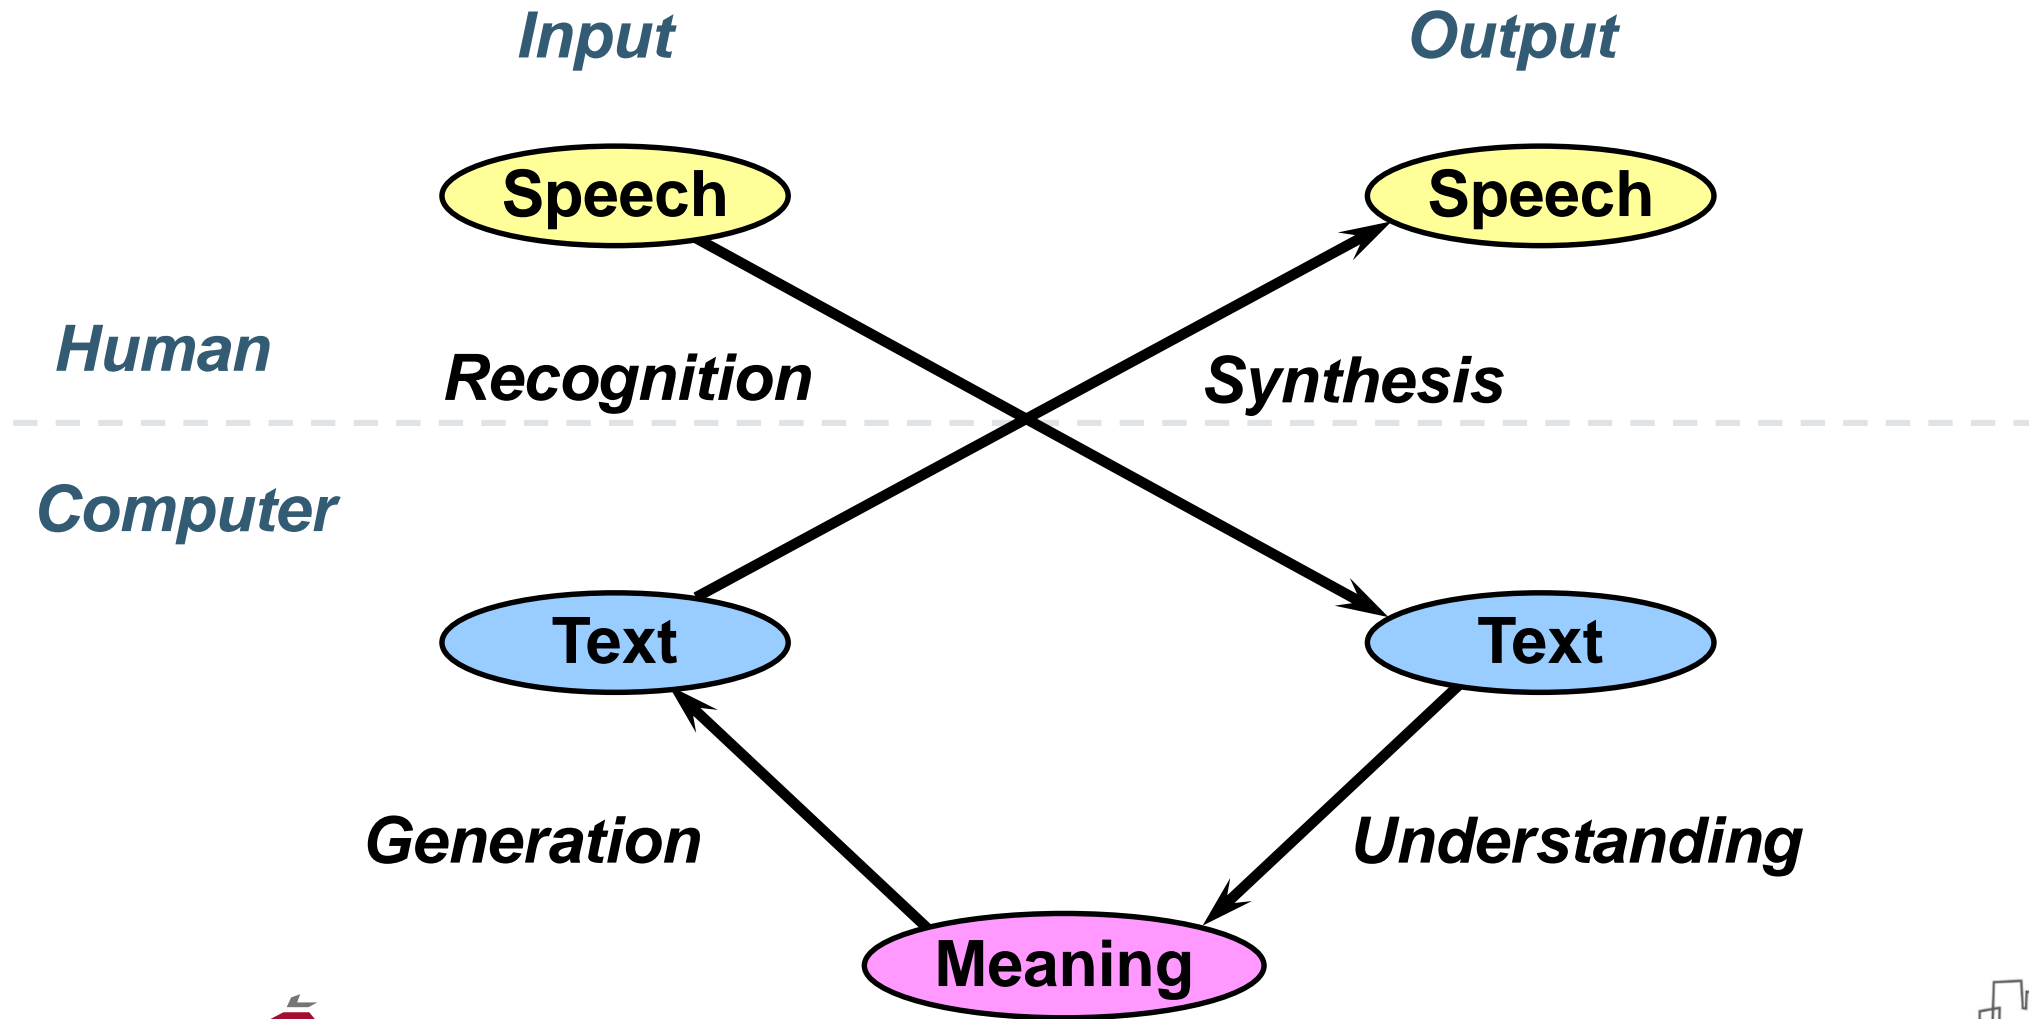 Input Output
Speech Speech
Human
Recognition Synthesis
Computer
Text Text
Generation Understanding
Meaning